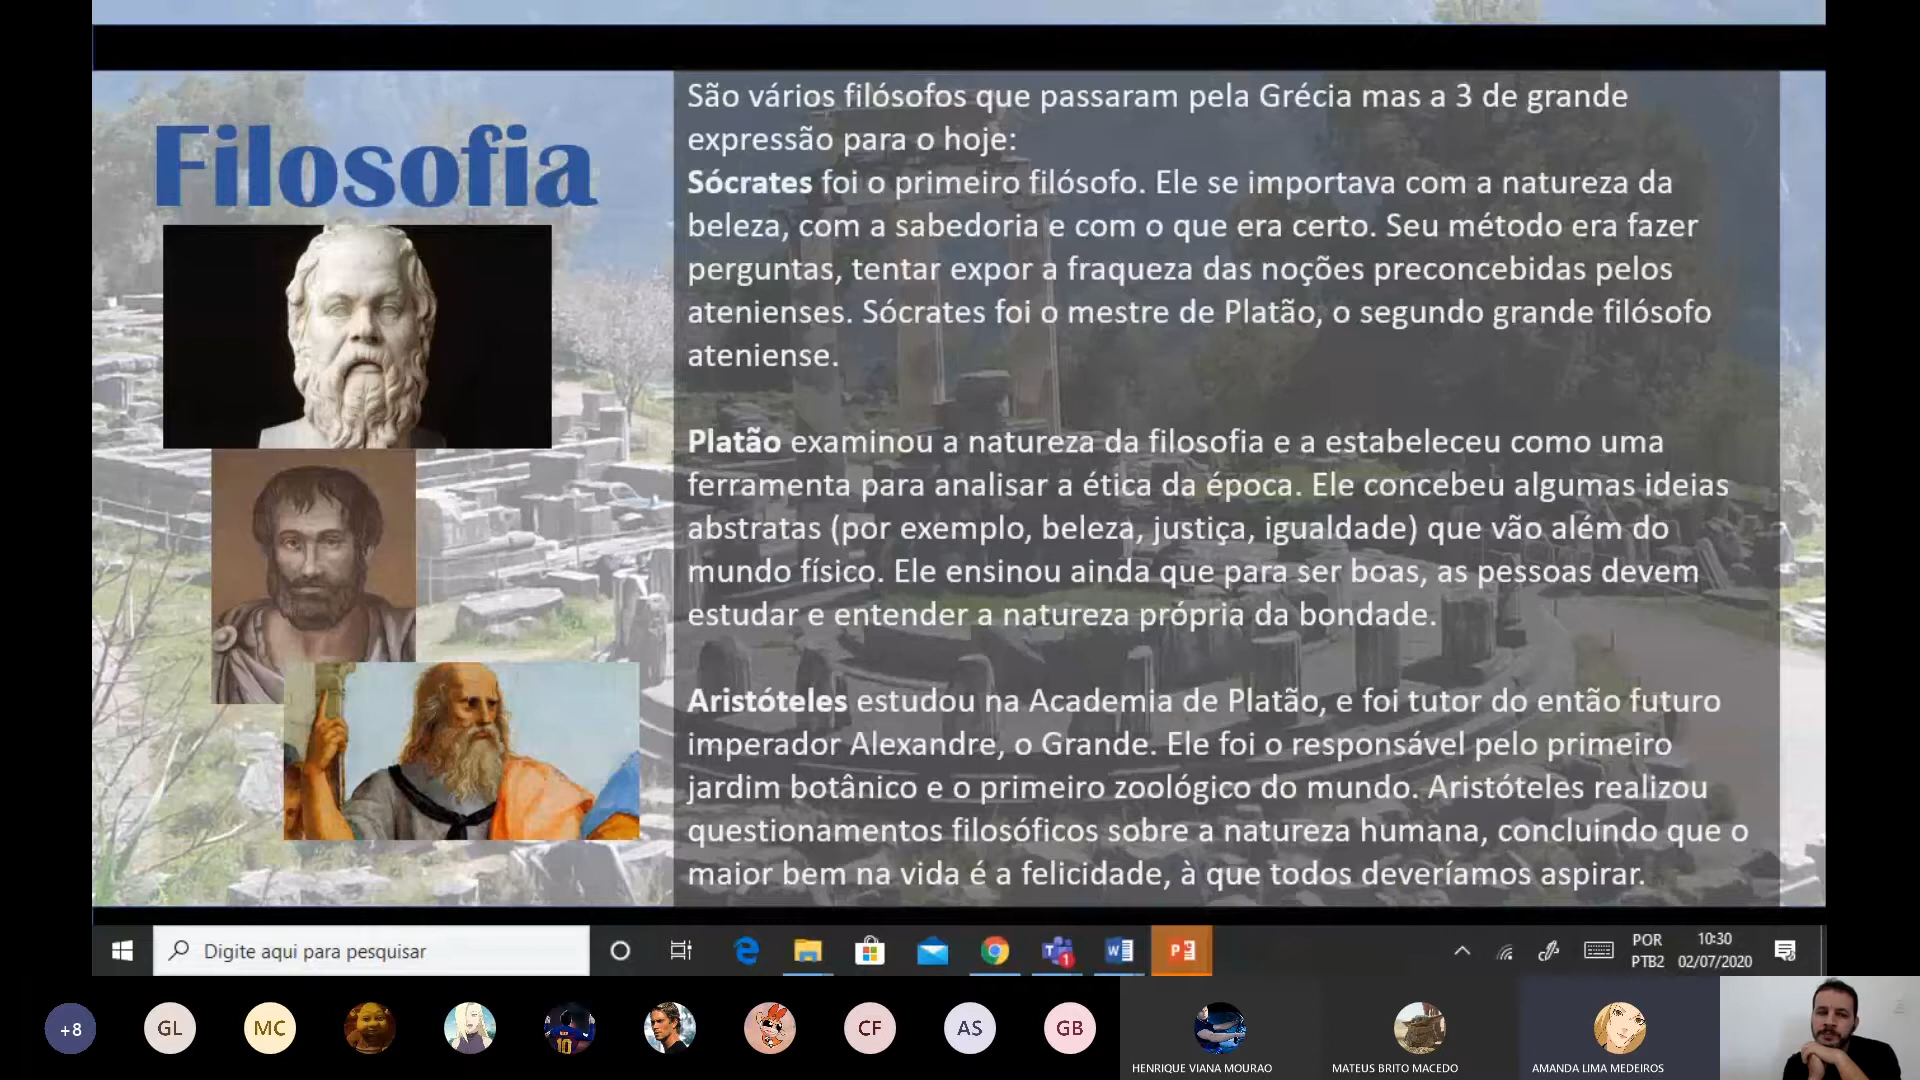 Filosofia
São vários filósofos que passaram pela Grécia mas a 3 de grande
expressão para o hoje:
Sócrates foi o primeiro filósofo. Ele se importava com a natureza da
beleza, com a sabedoria e com o que era certo. Seu método era fazer
perguntas, tentar expor a fraqueza das noções preconcebidas pelos
atenienses. Sócrates foi o mestre de Platão, o segundo grande filósofo
ateniense.
Platão examinou a natureza da filosofia e a estabeleceu como uma
ferramenta para analisar a ética da época. Ele concebeu algumas ideias
abstratas (por exemplo, beleza, justiça, igualdade) que vão além do
mundo físico. Ele ensinou ainda que para ser boas, as pessoas devem
estudar e entender a natureza própria da bondade.
Aristóteles estudou na Academia de Platão, e foi tutor do então futuro
imperador Alexandre, o Grande. Ele foi o responsável pelo primeiro
jardim botânico e o primeiro zoológico do mundo. Aristóteles realizou
questionamentos filosóficos sobre a natureza humana, concluindo que o
maior bem na vida é a felicidade, à que todos deveríamos aspirar.
Digite aqui para pesquisar
POR
PTB2
10:30
02/07/2020
+8
GL
MC
10
CF
AS
GB
HENRIQUE VIANA MOURAO
MATEUS BRITO MACEDO
AMANDA LIMA MEDEIROS